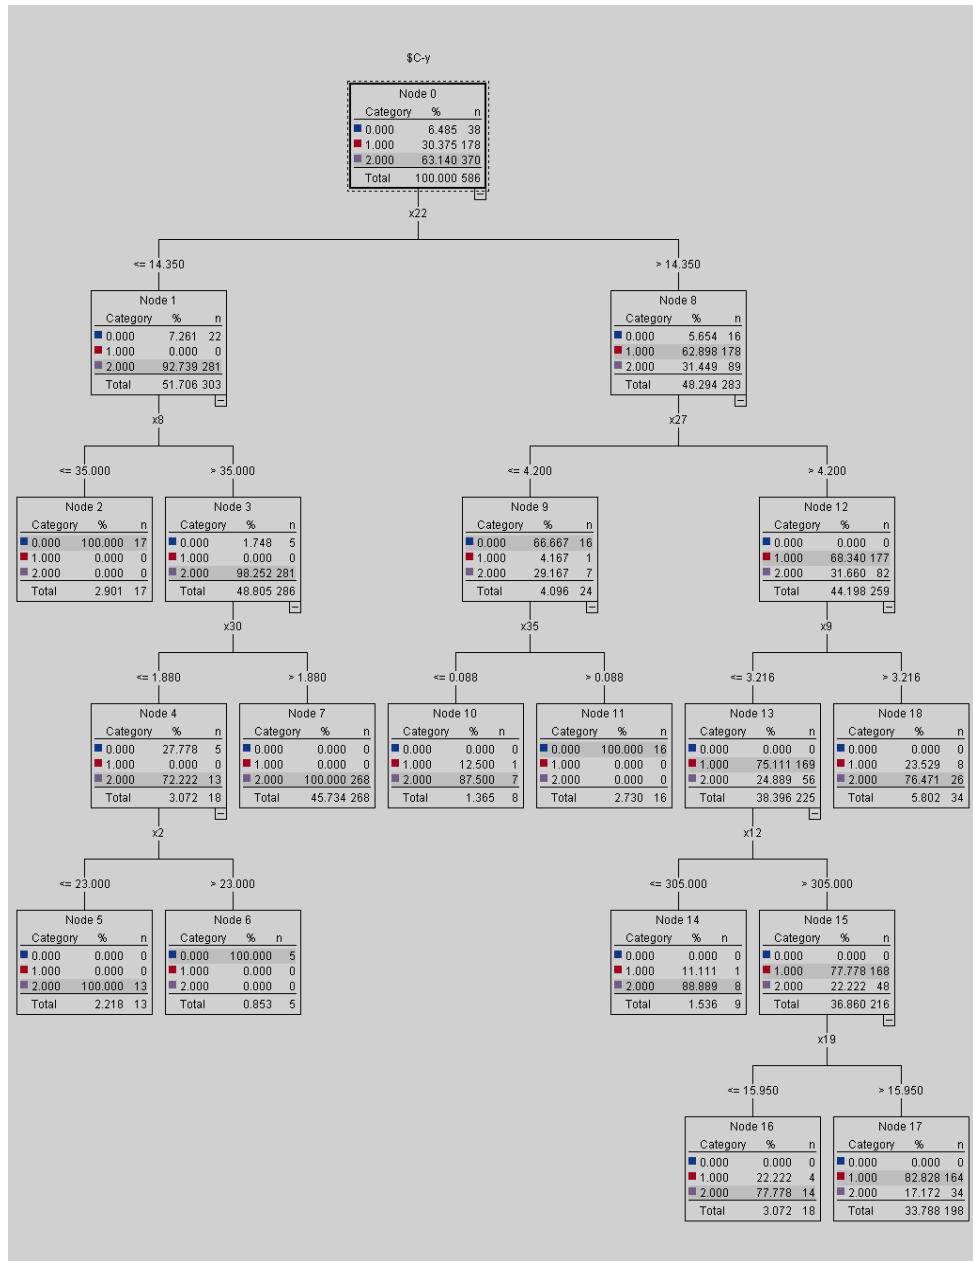 $C-y
Node 0
Category % n
0.000 6.485 38
1.000 30.375 178
2.000 63.140 370
Total 100.000 586
x22
<= 14.350
> 14.350
Node 1
Category % n
0.000 7.261 22
1.000 0.000 0
2.000 92.739 281
Total 51.706 303
Node 8
Category % n
0.000 5.654 16
1.000 62.898 178
2.000 31.449 89
Total 48.294 283
x8
x27
<= 35.000
> 35.000
<= 4.200
> 4.200
Node 2
Category % n
0.000 100.000 17
1.000 0.000 0
2.000 0.000 0
Total 2.901 17
Node 3
Category % n
0.000 1.748 5
1.000 0.000 0
2.000 98.252 281
Total 48.805 286
Node 9
Category % n
0.000 66.667 16
1.000 4.167 1
2.000 29.167 7
Total 4.096 24
Node 12
Category % n
0.000 0.000 0
1.000 68.340 177
2.000 31.660 82
Total 44.198 259
x30
x35
x9
<= 1.880
> 1.880
<= 0.088
> 0.088
<= 3.216
> 3.216
Node 4
Category % n
0.000 27.778 5
1.000 0.000 0
2.000 72.222 13
Total 3.072 18
Node 7
Category % n
0.000 0.000 0
1.000 0.000 0
2.000 100.000 268
Total 45.734 268
Node 10
Category % n
0.000 0.000 0
1.000 12.500 1
2.000 87.500 7
Total 1.365 8
Node 11
Category % n
0.000 100.000 16
1.000 0.000 0
2.000 0.000 0
Total 2.730 16
Node 13
Category % n
0.000 0.000 0
1.000 75.111 169
2.000 24.889 56
Total 38.396 225
Node 18
Category % n
0.000 0.000 0
1.000 23.529 8
2.000 76.471 26
Total 5.802 34
x2
x12
<= 23.000
> 23.000
<= 305.000
> 305.000
Node 5
Category % n
0.000 0.000 0
1.000 0.000 0
2.000 100.000 13
Total 2.218 13
Node 6
Category % n
0.000 100.000 5
1.000 0.000 0
2.000 0.000 0
Total 0.853 5
Node 14
Category % n
0.000 0.000 0
1.000 11.111 1
2.000 88.889 8
Total 1.536 9
Node 15
Category % n
0.000 0.000 0
1.000 77.778 168
2.000 22.222 48
Total 36.860 216
x19
<= 15.950
> 15.950
Node 16
Category % n
0.000 0.000 0
1.000 22.222 4
2.000 77.778 14
Total 3.072 18
Node 17
Category % n
0.000 0.000 0
1.000 82.828 164
2.000 17.172 34
Total 33.788 198